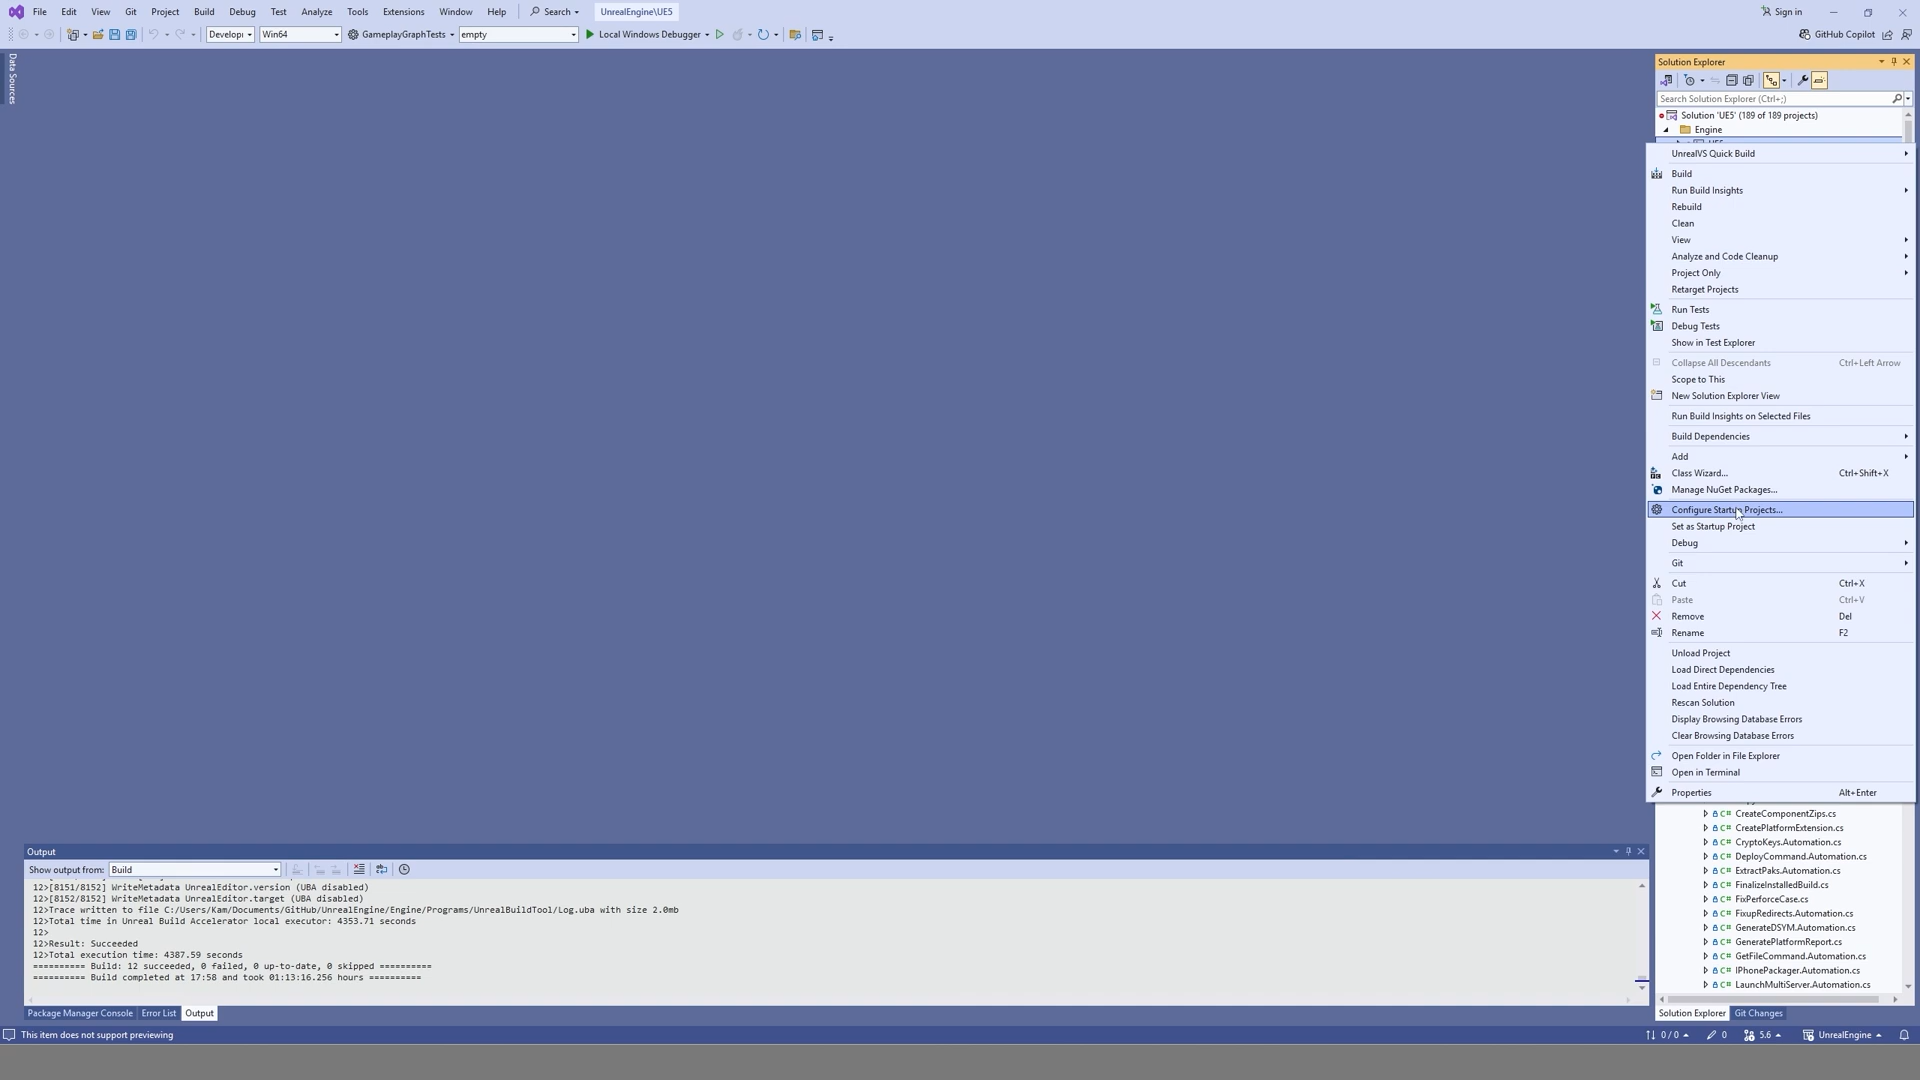 File Edit View Git Project Build Debug Test Analyze Tools Extensions Window Help Search UnrealEngine\UE5 Sign in
Develop Win64 GameplayGraphTests empty Local Windows Debugger GitHub Copilot
Data Sources
Solution Explorer
Search Solution Explorer (Ctrl+;)
Solution 'UE5' (189 of 189 projects)
Engine
UnrealVS Quick Build
Build
Run Build Insights
Rebuild
Clean
View
Analyze and Code Cleanup
Project Only
Retarget Projects
Run Tests
Debug Tests
Show in Test Explorer
Collapse All Descendants Ctrl+Left Arrow
Scope to This
New Solution Explorer View
Run Build Insights on Selected Files
Build Dependencies
Add
Class Wizard... Ctrl+Shift+X
Manage NuGet Packages...
Configure Startup Projects...
Set as Startup Project
Debug
Git
Cut Ctrl+X
Paste Ctrl+V
Remove Del
Rename F2
Unload Project
Load Direct Dependencies
Load Entire Dependency Tree
Rescan Solution
Display Browsing Database Errors
Clear Browsing Database Errors
Open Folder in File Explorer
Open in Terminal
Properties Alt+Enter
CreateComponentZips.cs
CreatePlatformExtension.cs
CryptoKeys.Automation.cs
DeployCommand.Automation.cs
ExtractPaks.Automation.cs
FinalizeInstalledBuild.cs
FixPerforceCase.cs
FixupRedirects.Automation.cs
GenerateDSYM.Automation.cs
GeneratePlatformReport.cs
GetFileCommand.Automation.cs
IPhonePackager.Automation.cs
LaunchMultiServer.Automation.cs
Solution Explorer Git Changes
Output
Show output from: Build
12>[8151/8152] WriteMetadata UnrealEditor.version (UBA disabled)
12>[8152/8152] WriteMetadata UnrealEditor.target (UBA disabled)
12>Trace written to file C:/Users/Kam/Documents/GitHub/UnrealEngine/Engine/Programs/UnrealBuildTool/Log.uba with size 2.0mb
12>Total time in Unreal Build Accelerator local executor: 4353.71 seconds
12>
12>Result: Succeeded
12>Total execution time: 4387.59 seconds
========== Build: 12 succeeded, 0 failed, 0 up-to-date, 0 skipped ==========
========== Build completed at 17:58 and took 01:13:16.256 hours ==========
Package Manager Console Error List Output
This item does not support previewing 0 / 0 0 5.6 UnrealEngine